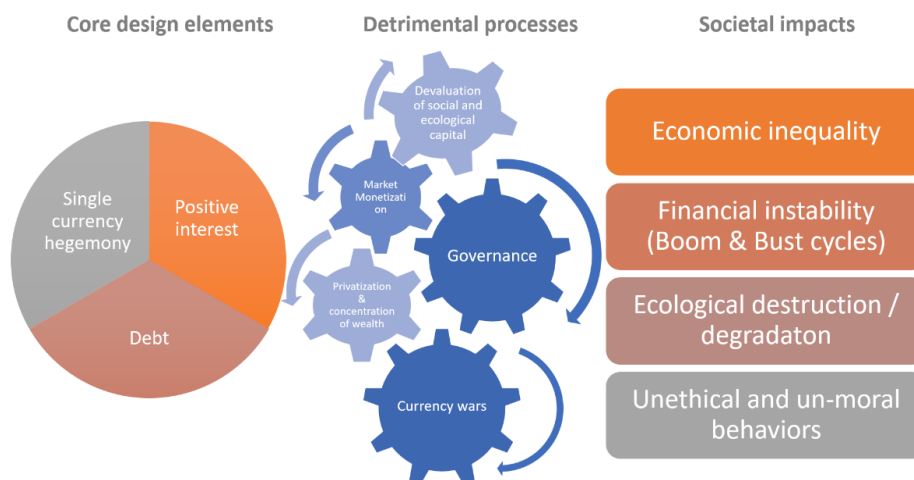 Core design elements
Detrimental processes
Societal impacts
Single
currency
hegemony
Positive
interest
Debt
Devaluation
of social and
ecological
capital
Market
Monetizati
on
Governance
Privatization
&
concentration
of wealth
Currency wars
Economic inequality
Financial instability
(Boom & Bust cycles)
Ecological destruction /
degradaton
Unethical and un-moral
behaviors